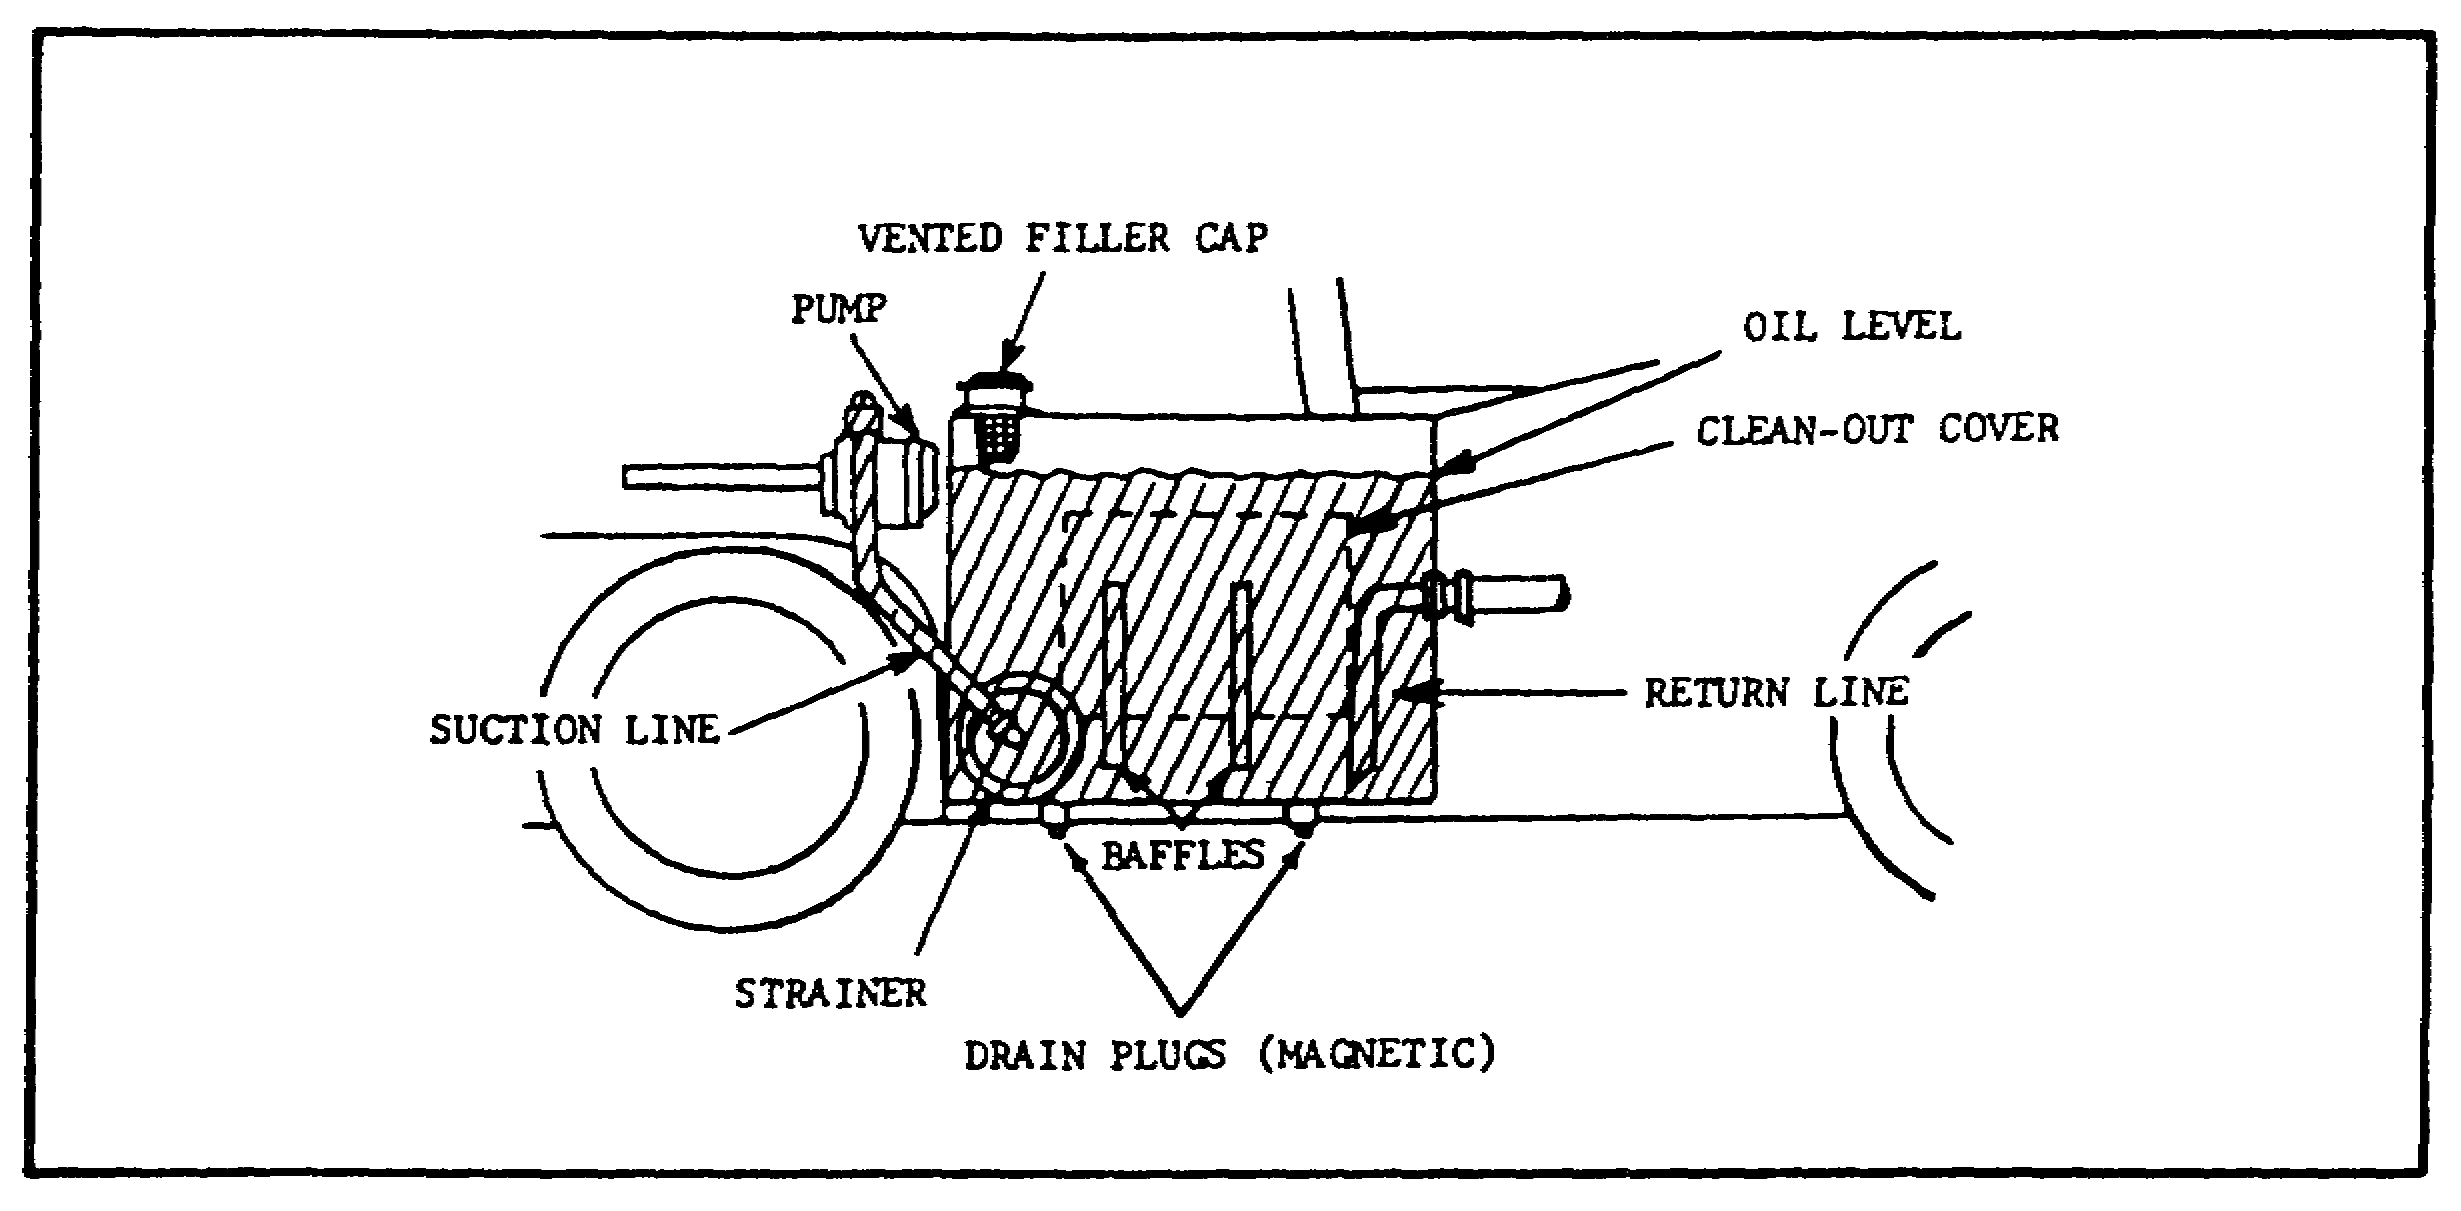 VENTED FILLER CAP
PUMP
OIL LEVEL
CLEAN-OUT COVER
RETURN LINE
SUCTION LINE
BAFFLES
STRAINER
DRAIN PLUGS (MAGNETIC)